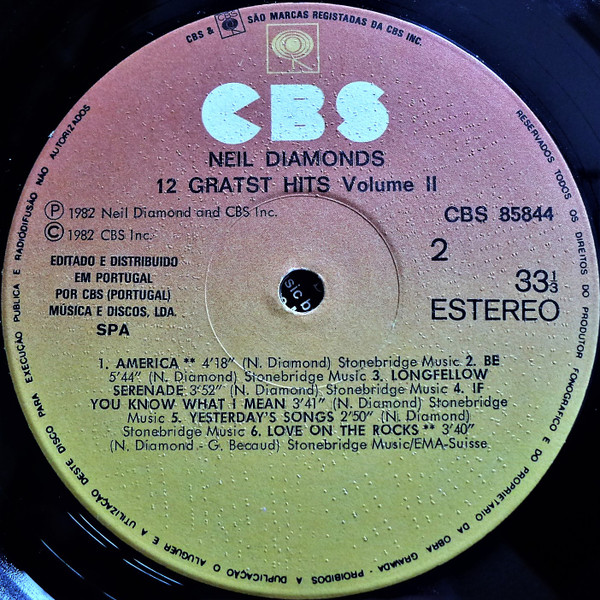 CBS & CBS SÃO MARCAS REGISTADAS DA CBS INC.
CBS
NEIL DIAMONDS
12 GRATST HITS Volume II
Ⓟ 1982 Neil Diamond and CBS Inc.
© 1982 CBS Inc.
CBS 85844
2
33 1/3
ESTEREO
EDITADO E DISTRIBUIDO
EM PORTUGAL
POR CBS (PORTUGAL)
MÚSICA E DISCOS, LDA.
SPA
1. AMERICA ** 4'18" (N. Diamond) Stonebridge Music 2. BE
5'44" (N. Diamond) Stonebridge Music 3. LONGFELLOW
SERENADE 3'52" (N. Diamond) Stonebridge Music 4. IF
YOU KNOW WHAT I MEAN 3'41" (N. Diamond) Stonebridge
Music 5. YESTERDAY'S SONGS 2'50" (N. Diamond)
Stonebridge Music 6. LOVE ON THE ROCKS ** 3'40"
(N. Diamond - G. Becaud) Stonebridge Music/EMA-Suisse
RESERVADOS TODOS OS DIREITOS DO PRODUTOR FONOGRÁFICO E DO PROPRIETARIO DA OBRA GRAVADA - PROIBIDOS A DUPLICAÇÃO O ALUGUER E A UTILIZAÇÃO DESTE DISCO PARA EXECUÇÃO PUBLICA E RADIODIFUSÃO NÃO AUTORIZADOS
sic b